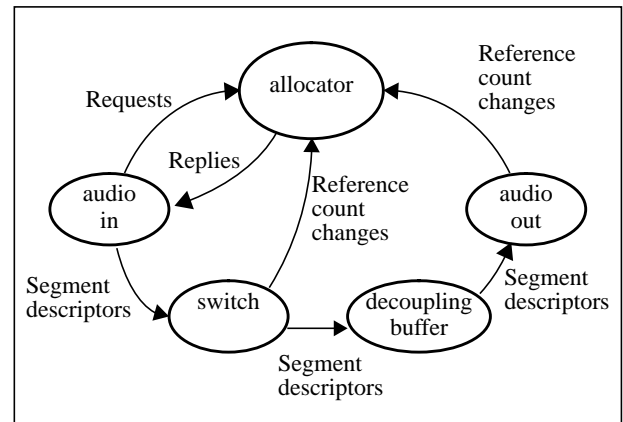 Reference
count
changes
allocator
Requests
Replies
audio
in
Reference
count
changes
audio
out
Segment
descriptors
switch
decoupling
buffer
Segment
descriptors
Segment
descriptors